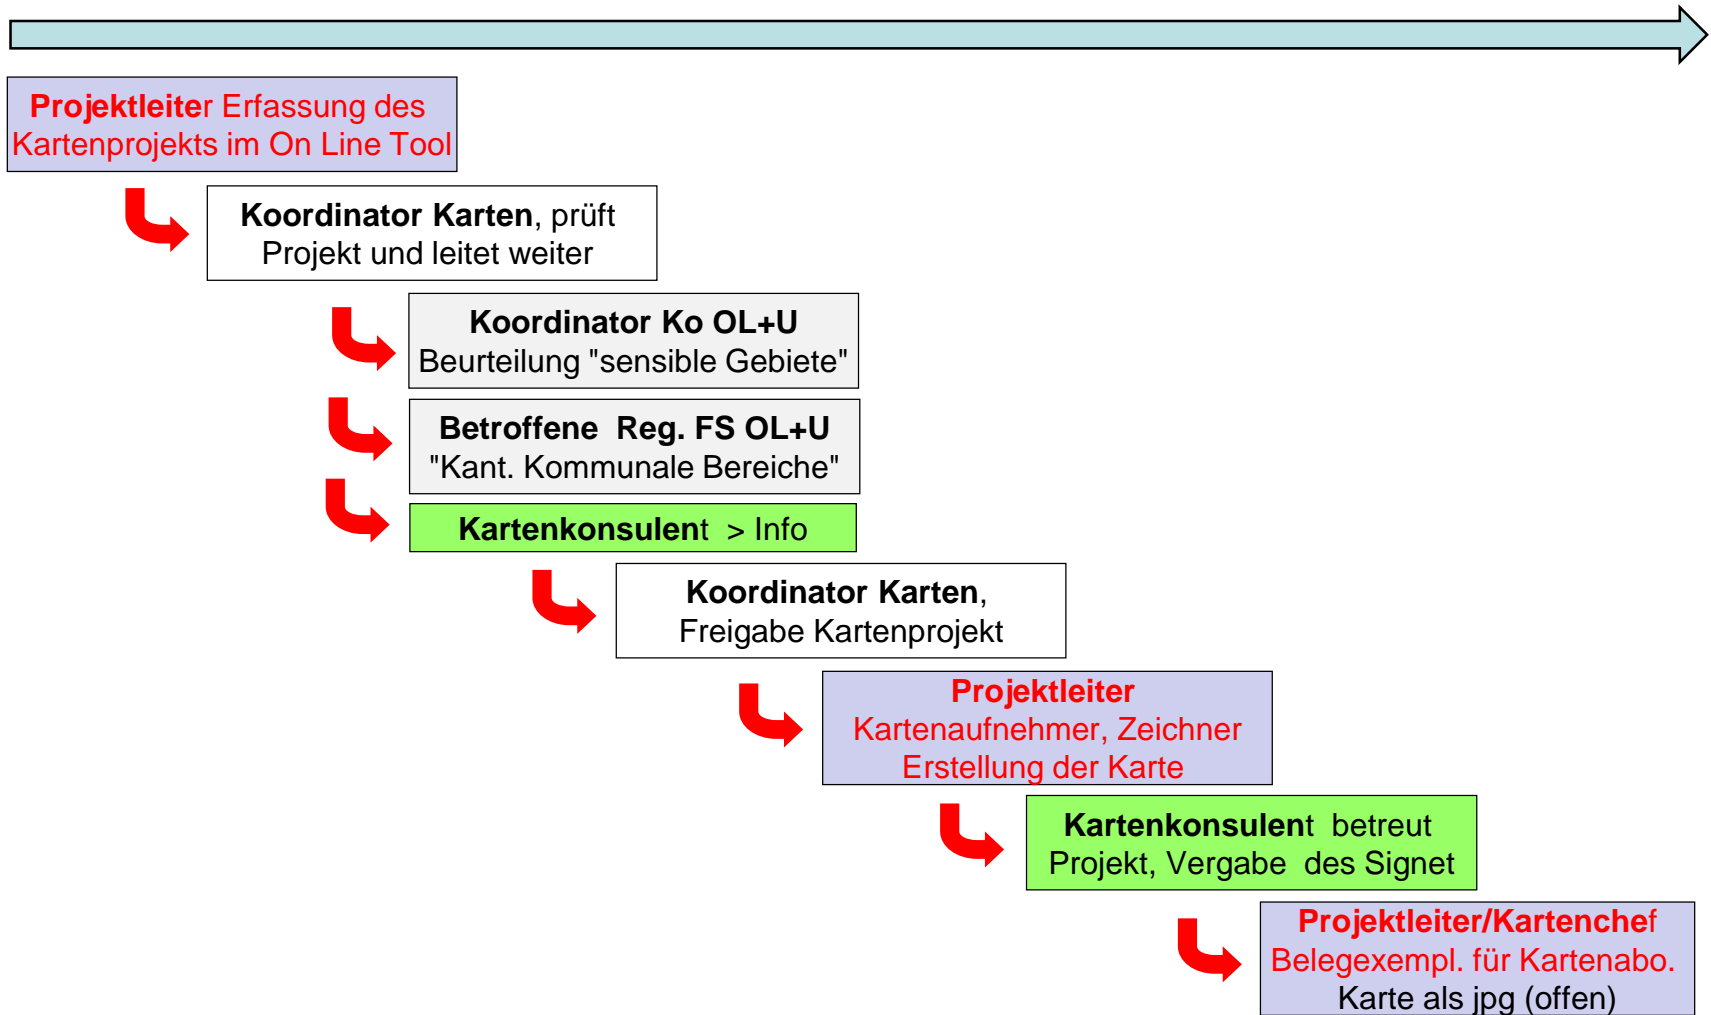 Projektleiter Erfassung des
Kartenprojekts im On Line Tool
Koordinator Karten, prüft
Projekt und leitet weiter
Koordinator Ko OL+U
Beurteilung "sensible Gebiete"
Betroffene Reg. FS OL+U
"Kant. Kommunale Bereiche"
Kartenkonsulent > Info
Koordinator Karten,
Freigabe Kartenprojekt
Projektleiter
Kartenaufnehmer, Zeichner
Erstellung der Karte
Kartenkonsulent betreut
Projekt, Vergabe des Signet
Projektleiter/Kartenchef
Belegexempl. für Kartenabo.
Karte als jpg (offen)